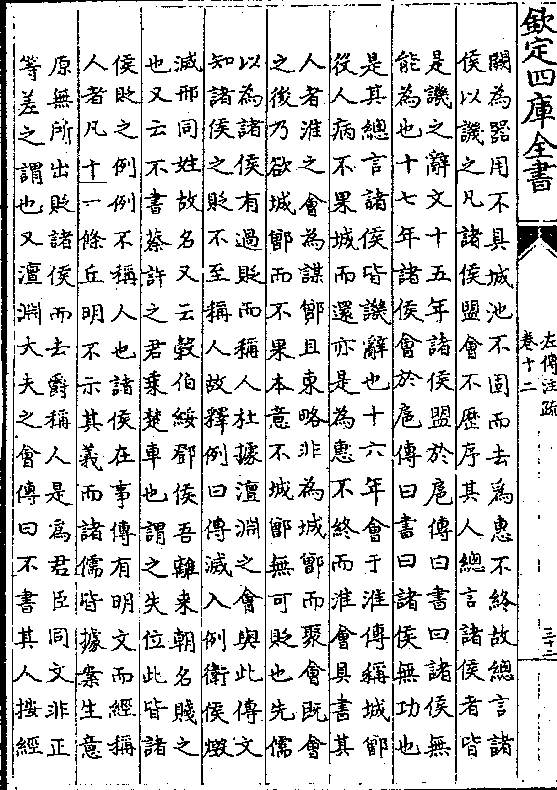 欽定四庫全書
左傳注疏
卷十二
三十二
闕為器用不具城池不固而去為惠不終故總言諸
侯以譏之凡諸侯盟會不歷序其人總言諸侯者皆
是譏之辭文十五年諸侯盟於扈傳曰書曰諸侯無
能為也十七年諸侯會於扈傳曰書曰諸侯無功也
是其總言諸侯皆譏辭也十六年會于淮傳稱城鄫
役人病不果城而還亦是為惠不終而淮會具書其
人者淮之會為謀鄫且東略非為城鄫而聚會既會
之後乃欲城鄫而不果本意不城鄫無可貶也先儒
以為諸侯有過貶而稱人杜據澶淵之會與此傳文
知諸侯之貶不至稱人故釋例曰傳滅入例衛侯燬
滅邢同姓故名又云穀伯綏鄧侯吾離來朝名賤之
也又云不書蔡許之君乘楚車也謂之失位此皆諸
侯貶之例例不稱人也諸侯在事傳有明文而經稱
人者凡十一條丘明不示其義而諸儒皆據案生意
原無所出貶諸侯而去爵稱人是為君臣同文非正
等差之謂也又澶淵大夫之會傳曰不書其人按經